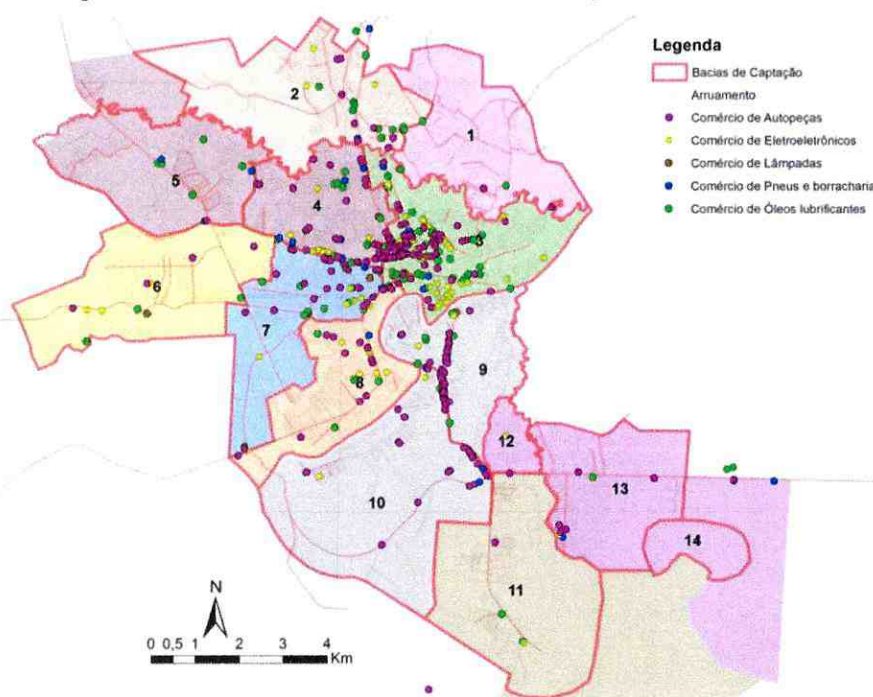 Legenda
Bacias de Captação
Arruamento
Comércio de Autopeças
Comércio de Eletroeletrônicos
Comércio de Lâmpadas
Comércio de Pneus e borracharia
Comércio de Óleos lubrificantes
2
1
5
4
3
6
7
8
9
12
13
10
14
11
N
0 0,5 1 2 3 4
Km